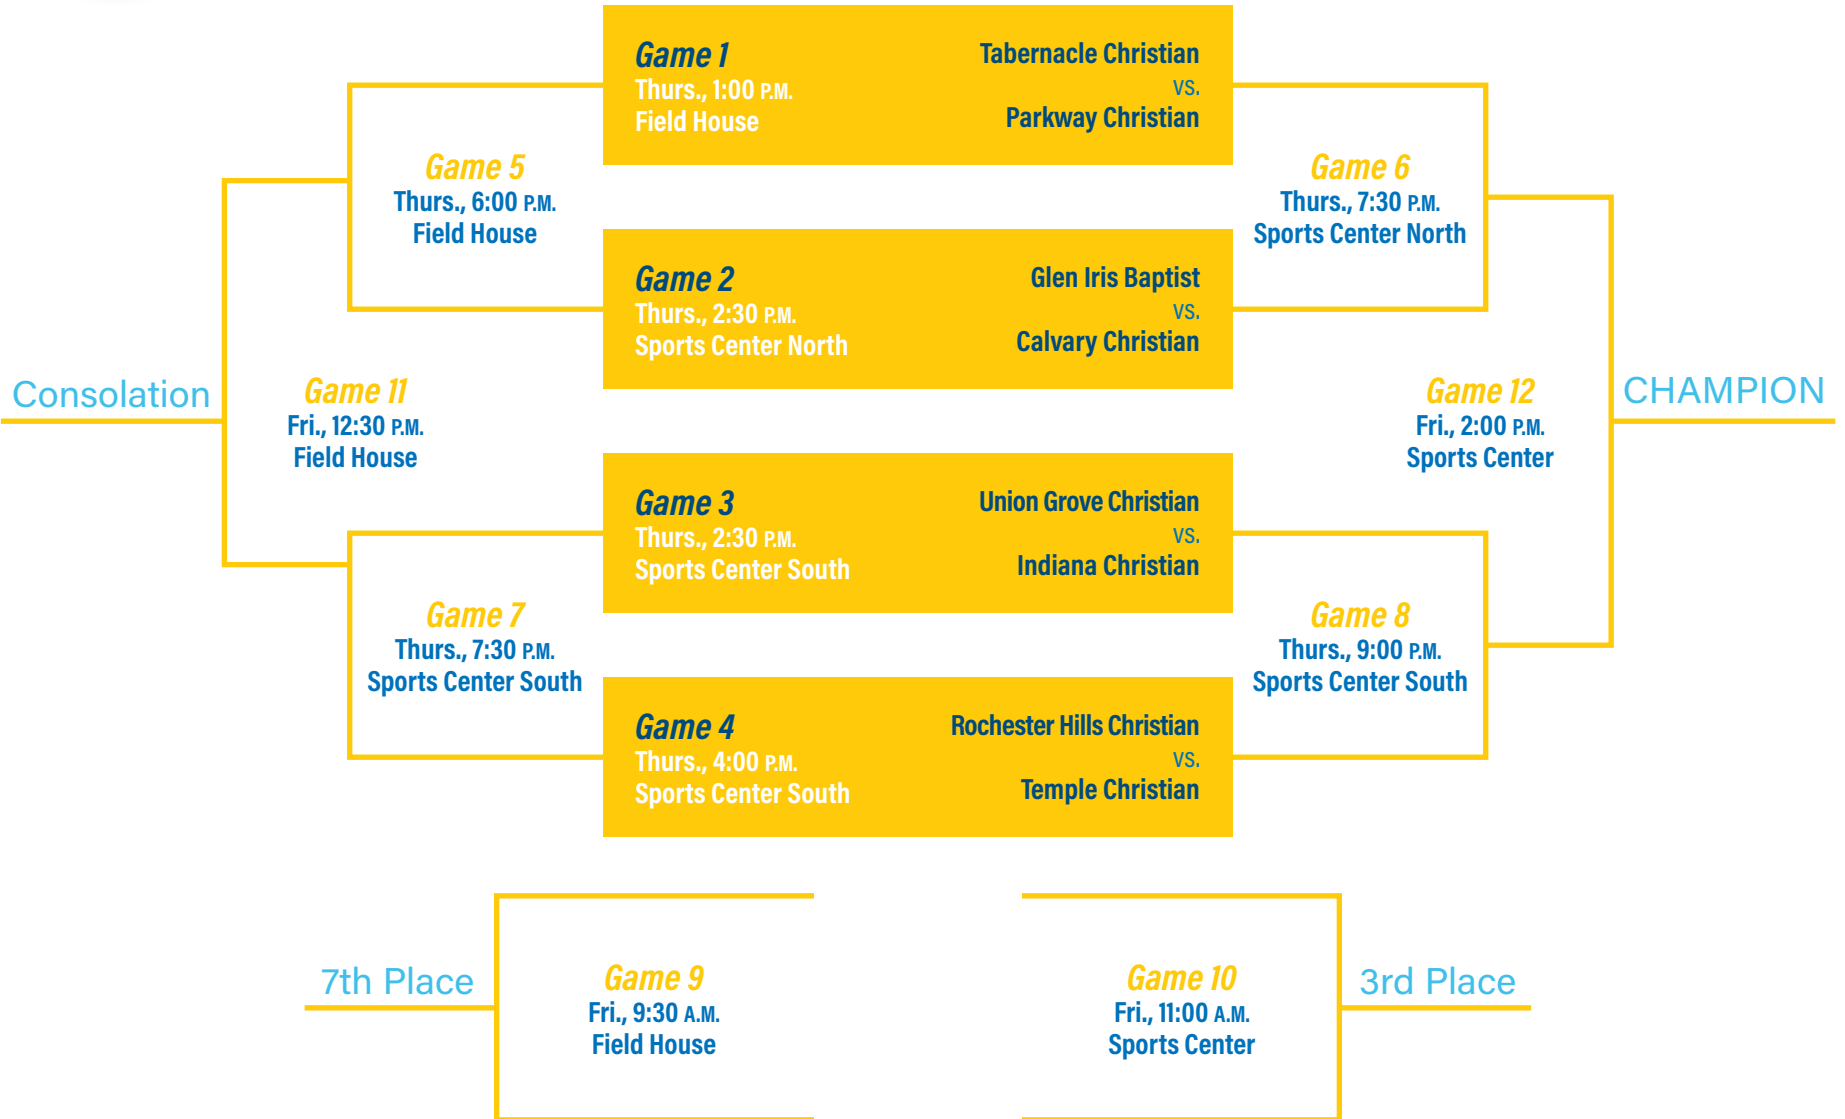 Game 1
Thurs., 1:00 P.M.
Field House
Tabernacle Christian
VS.
Parkway Christian
Game 5
Thurs., 6:00 P.M.
Field House
Game 6
Thurs., 7:30 P.M.
Sports Center North
Game 2
Thurs., 2:30 P.M.
Sports Center North
Glen Iris Baptist
VS.
Calvary Christian
Consolation
Game 11
Fri., 12:30 P.M.
Field House
Game 12
Fri., 2:00 P.M.
Sports Center
CHAMPION
Game 3
Thurs., 2:30 P.M.
Sports Center South
Union Grove Christian
VS.
Indiana Christian
Game 7
Thurs., 7:30 P.M.
Sports Center South
Game 8
Thurs., 9:00 P.M.
Sports Center South
Game 4
Thurs., 4:00 P.M.
Sports Center South
Rochester Hills Christian
VS.
Temple Christian
7th Place
Game 9
Fri., 9:30 A.M.
Field House
Game 10
Fri., 11:00 A.M.
Sports Center
3rd Place